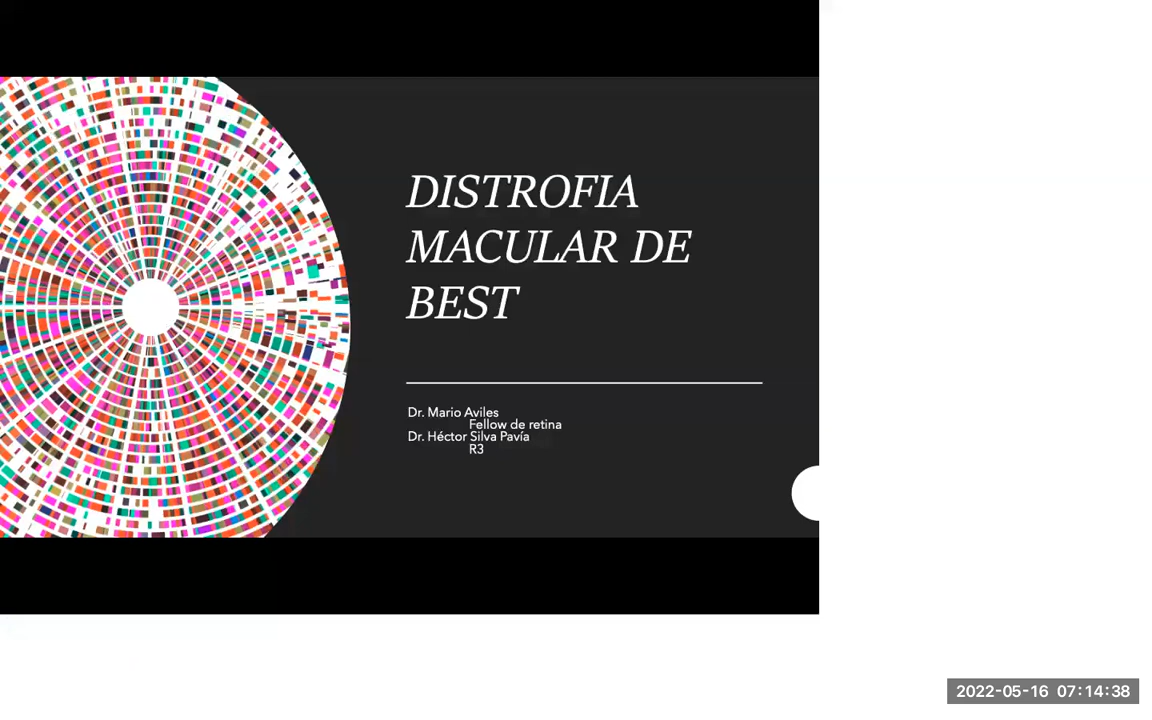 DISTROFIA
MACULAR DE
BEST
Dr. Mario Aviles
Fellow de retina
Dr. Héctor Silva Pavía
R3
2022-05-16 07:14:38